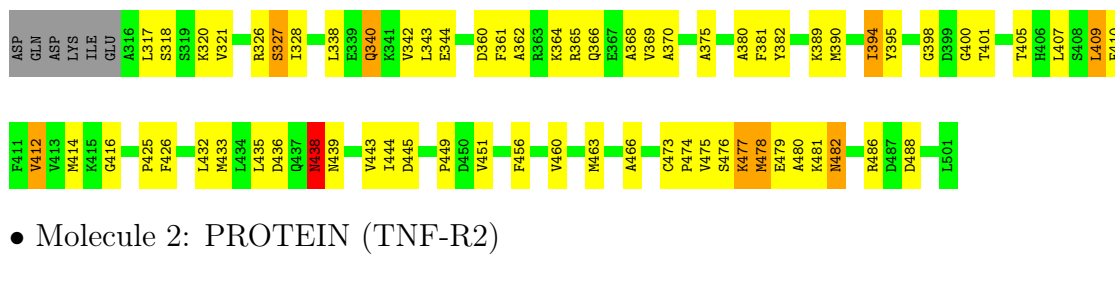 ASP GLN ASP LYS ILE GLU A316 L317 S318 S319 K320 V321 R326 S327 I328 L338 E339 Q340 K341 V342 L343 E344 D360 F361 A362 R363 K364 R365 Q366 E367 A368 V369 A370 A375 A380 F381 Y382 K389 M390 I394 Y395 G398 D399 G400 T401 T405 H406 L407 S408 L409 E410
F411 V412 V413 M414 K415 G416 P425 F426 L432 M433 L434 L435 D436 Q437 N438 N439 V443 I444 D445 P449 D450 V451 F456 V460 M463 A466 C473 P474 V475 S476 K477 M478 E479 A480 K481 N482 R486 D487 D488 L501
• Molecule 2: PROTEIN (TNF-R2)